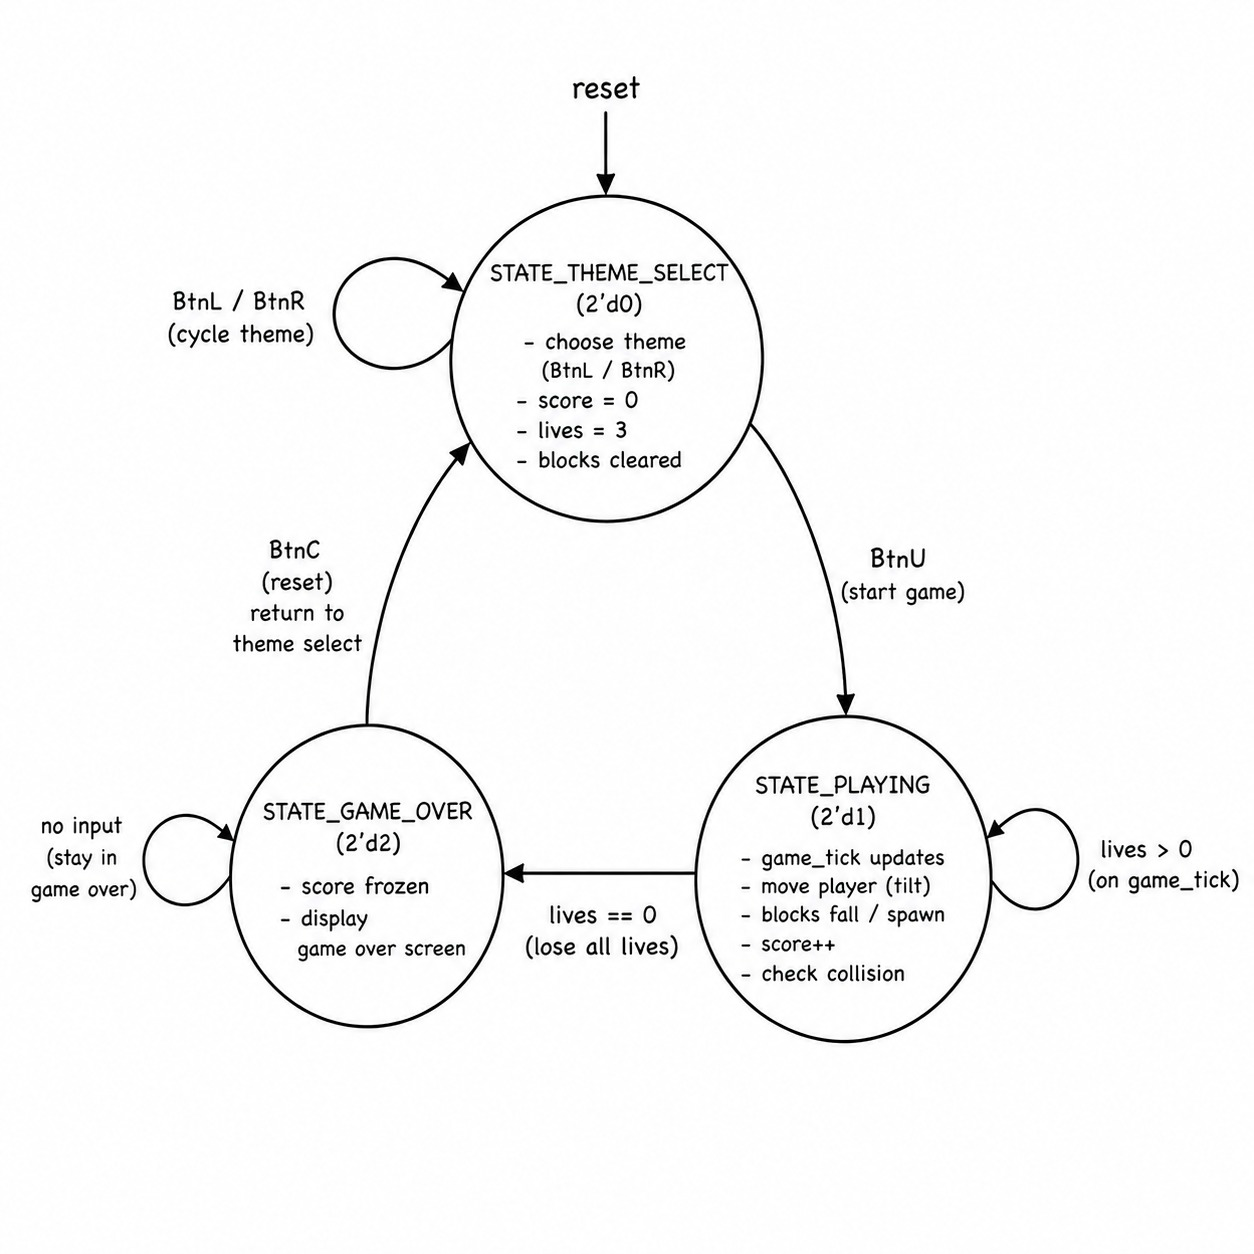 reset
STATE_THEME_SELECT
(2'd0)
- choose theme
(BtnL / BtnR)
- score = 0
- lives = 3
- blocks cleared
BtnL / BtnR
(cycle theme)
BtnC
(reset)
return to
theme select
BtnU
(start game)
STATE_GAME_OVER
(2'd2)
- score frozen
- display
game over screen
no input
(stay in
game over)
lives == 0
(lose all lives)
STATE_PLAYING
(2'd1)
- game_tick updates
- move player (tilt)
- blocks fall / spawn
- score++
- check collision
lives > 0
(on game_tick)